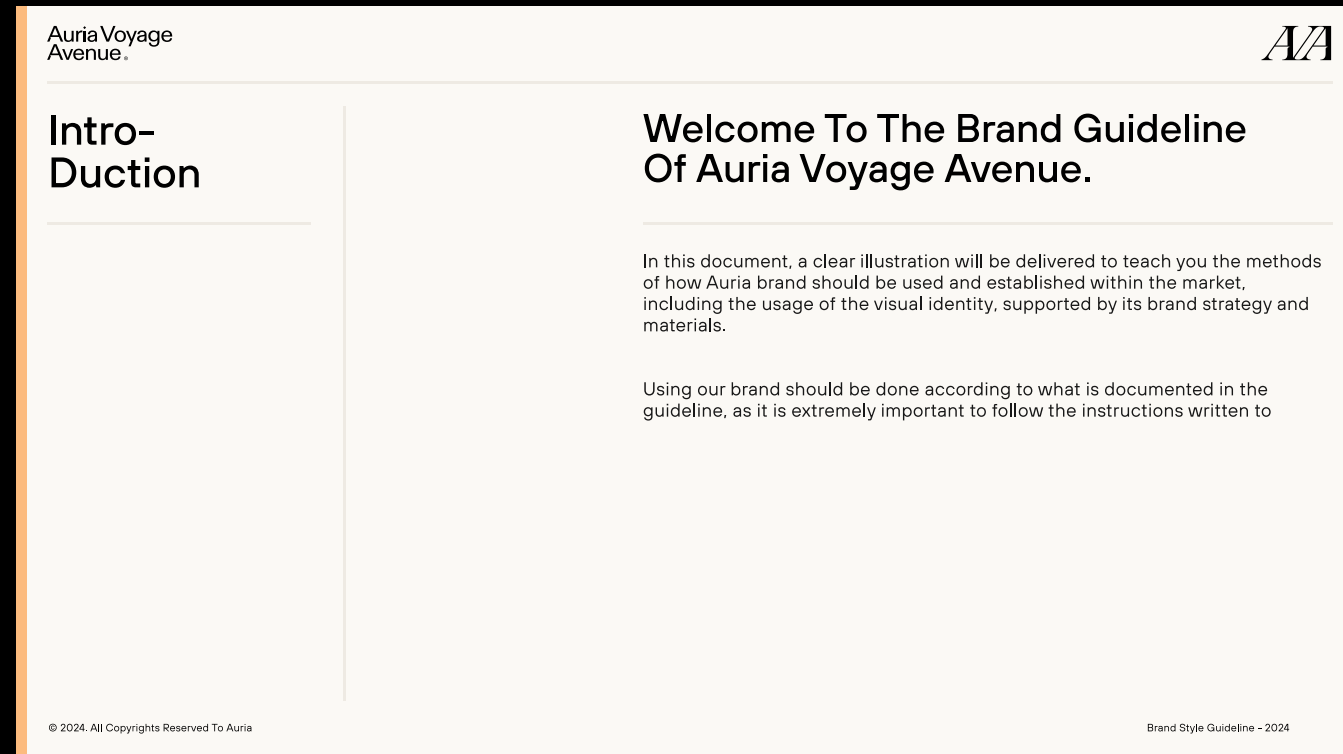 Auria Voyage
Avenue.
AVA
Intro-
Duction
Welcome To The Brand Guideline
Of Auria Voyage Avenue.
In this document, a clear illustration will be delivered to teach you the methods
of how Auria brand should be used and established within the market,
including the usage of the visual identity, supported by its brand strategy and
materials.
Using our brand should be done according to what is documented in the
guideline, as it is extremely important to follow the instructions written to
© 2024. All Copyrights Reserved To Auria
Brand Style Guideline - 2024